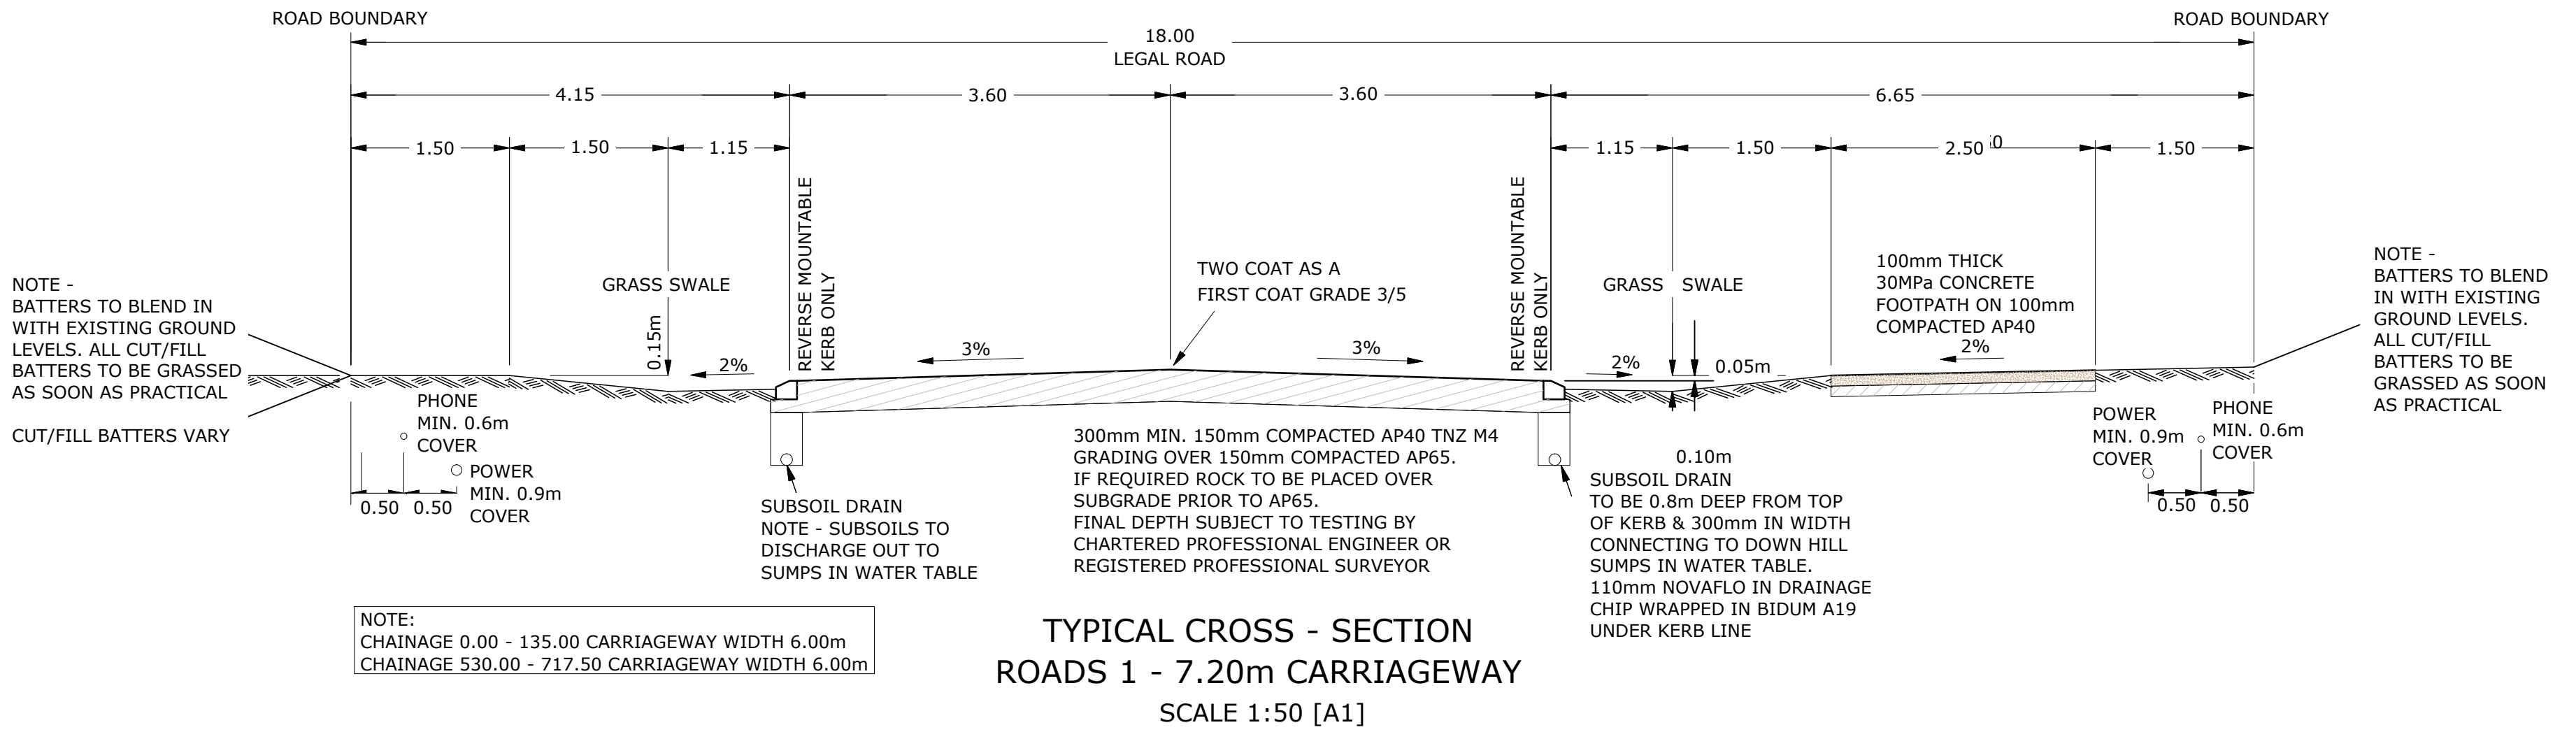 ROAD BOUNDARY
ROAD BOUNDARY
18.00
LEGAL ROAD
4.15
3.60
3.60
6.65
1.50
1.50
1.15
1.15
1.50
2.50
0
1.50
NOTE -
BATTERS TO BLEND IN
WITH EXISTING GROUND
LEVELS. ALL CUT/FILL
BATTERS TO BE GRASSED
AS SOON AS PRACTICAL
CUT/FILL BATTERS VARY
GRASS SWALE
0.15m
2%
REVERSE MOUNTABLE
KERB ONLY
3%
TWO COAT AS A
FIRST COAT GRADE 3/5
3%
REVERSE MOUNTABLE
KERB ONLY
GRASS SWALE
2%
0.05m
100mm THICK
30MPa CONCRETE
FOOTPATH ON 100mm
COMPACTED AP40
2%
NOTE -
BATTERS TO BLEND
IN WITH EXISTING
GROUND LEVELS.
ALL CUT/FILL
BATTERS TO BE
GRASSED AS SOON
AS PRACTICAL
PHONE
MIN. 0.6m
COVER
POWER
MIN. 0.9m
COVER
0.50
0.50
SUBSOIL DRAIN
NOTE - SUBSOILS TO
DISCHARGE OUT TO
SUMPS IN WATER TABLE
300mm MIN. 150mm COMPACTED AP40 TNZ M4
GRADING OVER 150mm COMPACTED AP65.
IF REQUIRED ROCK TO BE PLACED OVER
SUBGRADE PRIOR TO AP65.
FINAL DEPTH SUBJECT TO TESTING BY
CHARTERED PROFESSIONAL ENGINEER OR
REGISTERED PROFESSIONAL SURVEYOR
0.10m
SUBSOIL DRAIN
TO BE 0.8m DEEP FROM TOP
OF KERB & 300mm IN WIDTH
CONNECTING TO DOWN HILL
SUMPS IN WATER TABLE.
110mm NOVAFLO IN DRAINAGE
CHIP WRAPPED IN BIDUM A19
UNDER KERB LINE
POWER
MIN. 0.9m
COVER
PHONE
MIN. 0.6m
COVER
0.50
0.50
NOTE:
CHAINAGE 0.00 - 135.00 CARRIAGEWAY WIDTH 6.00m
CHAINAGE 530.00 - 717.50 CARRIAGEWAY WIDTH 6.00m
TYPICAL CROSS - SECTION
ROADS 1 - 7.20m CARRIAGEWAY
SCALE 1:50 [A1]